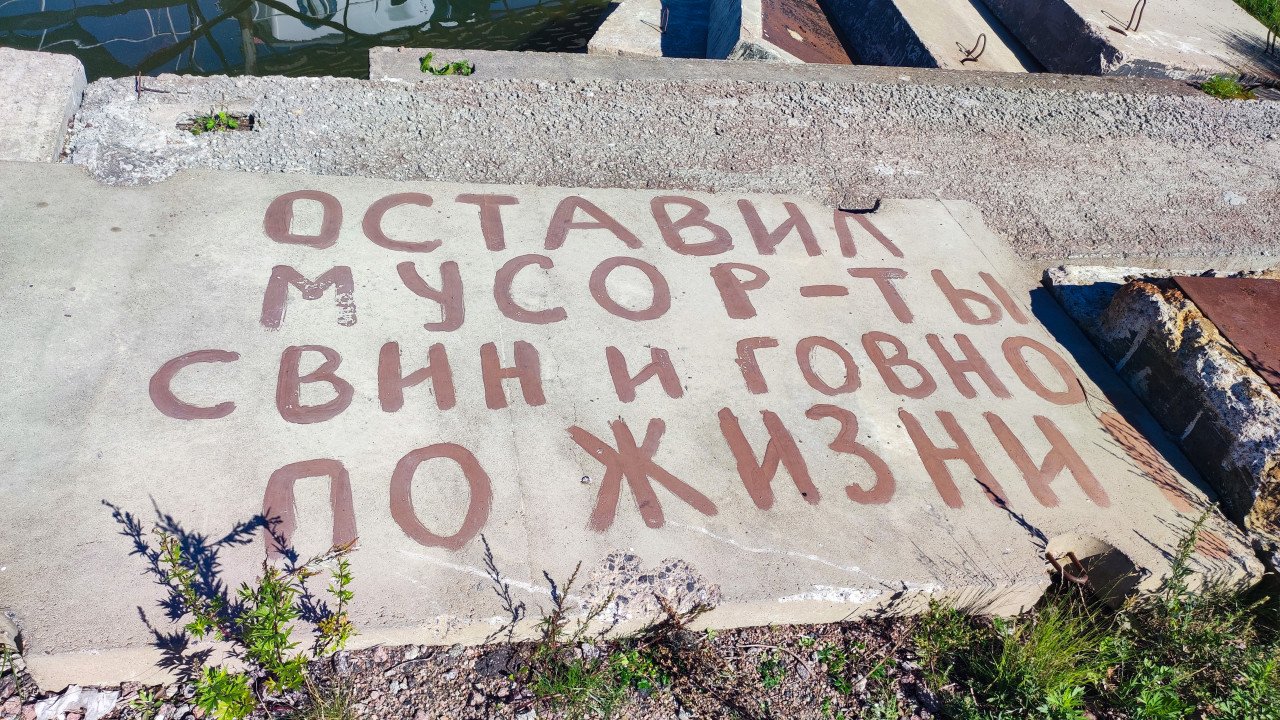 ОСТАВИЛ
МУСОР-ТЫ
СВИН И ГОВНО
ПО ЖИЗНИ